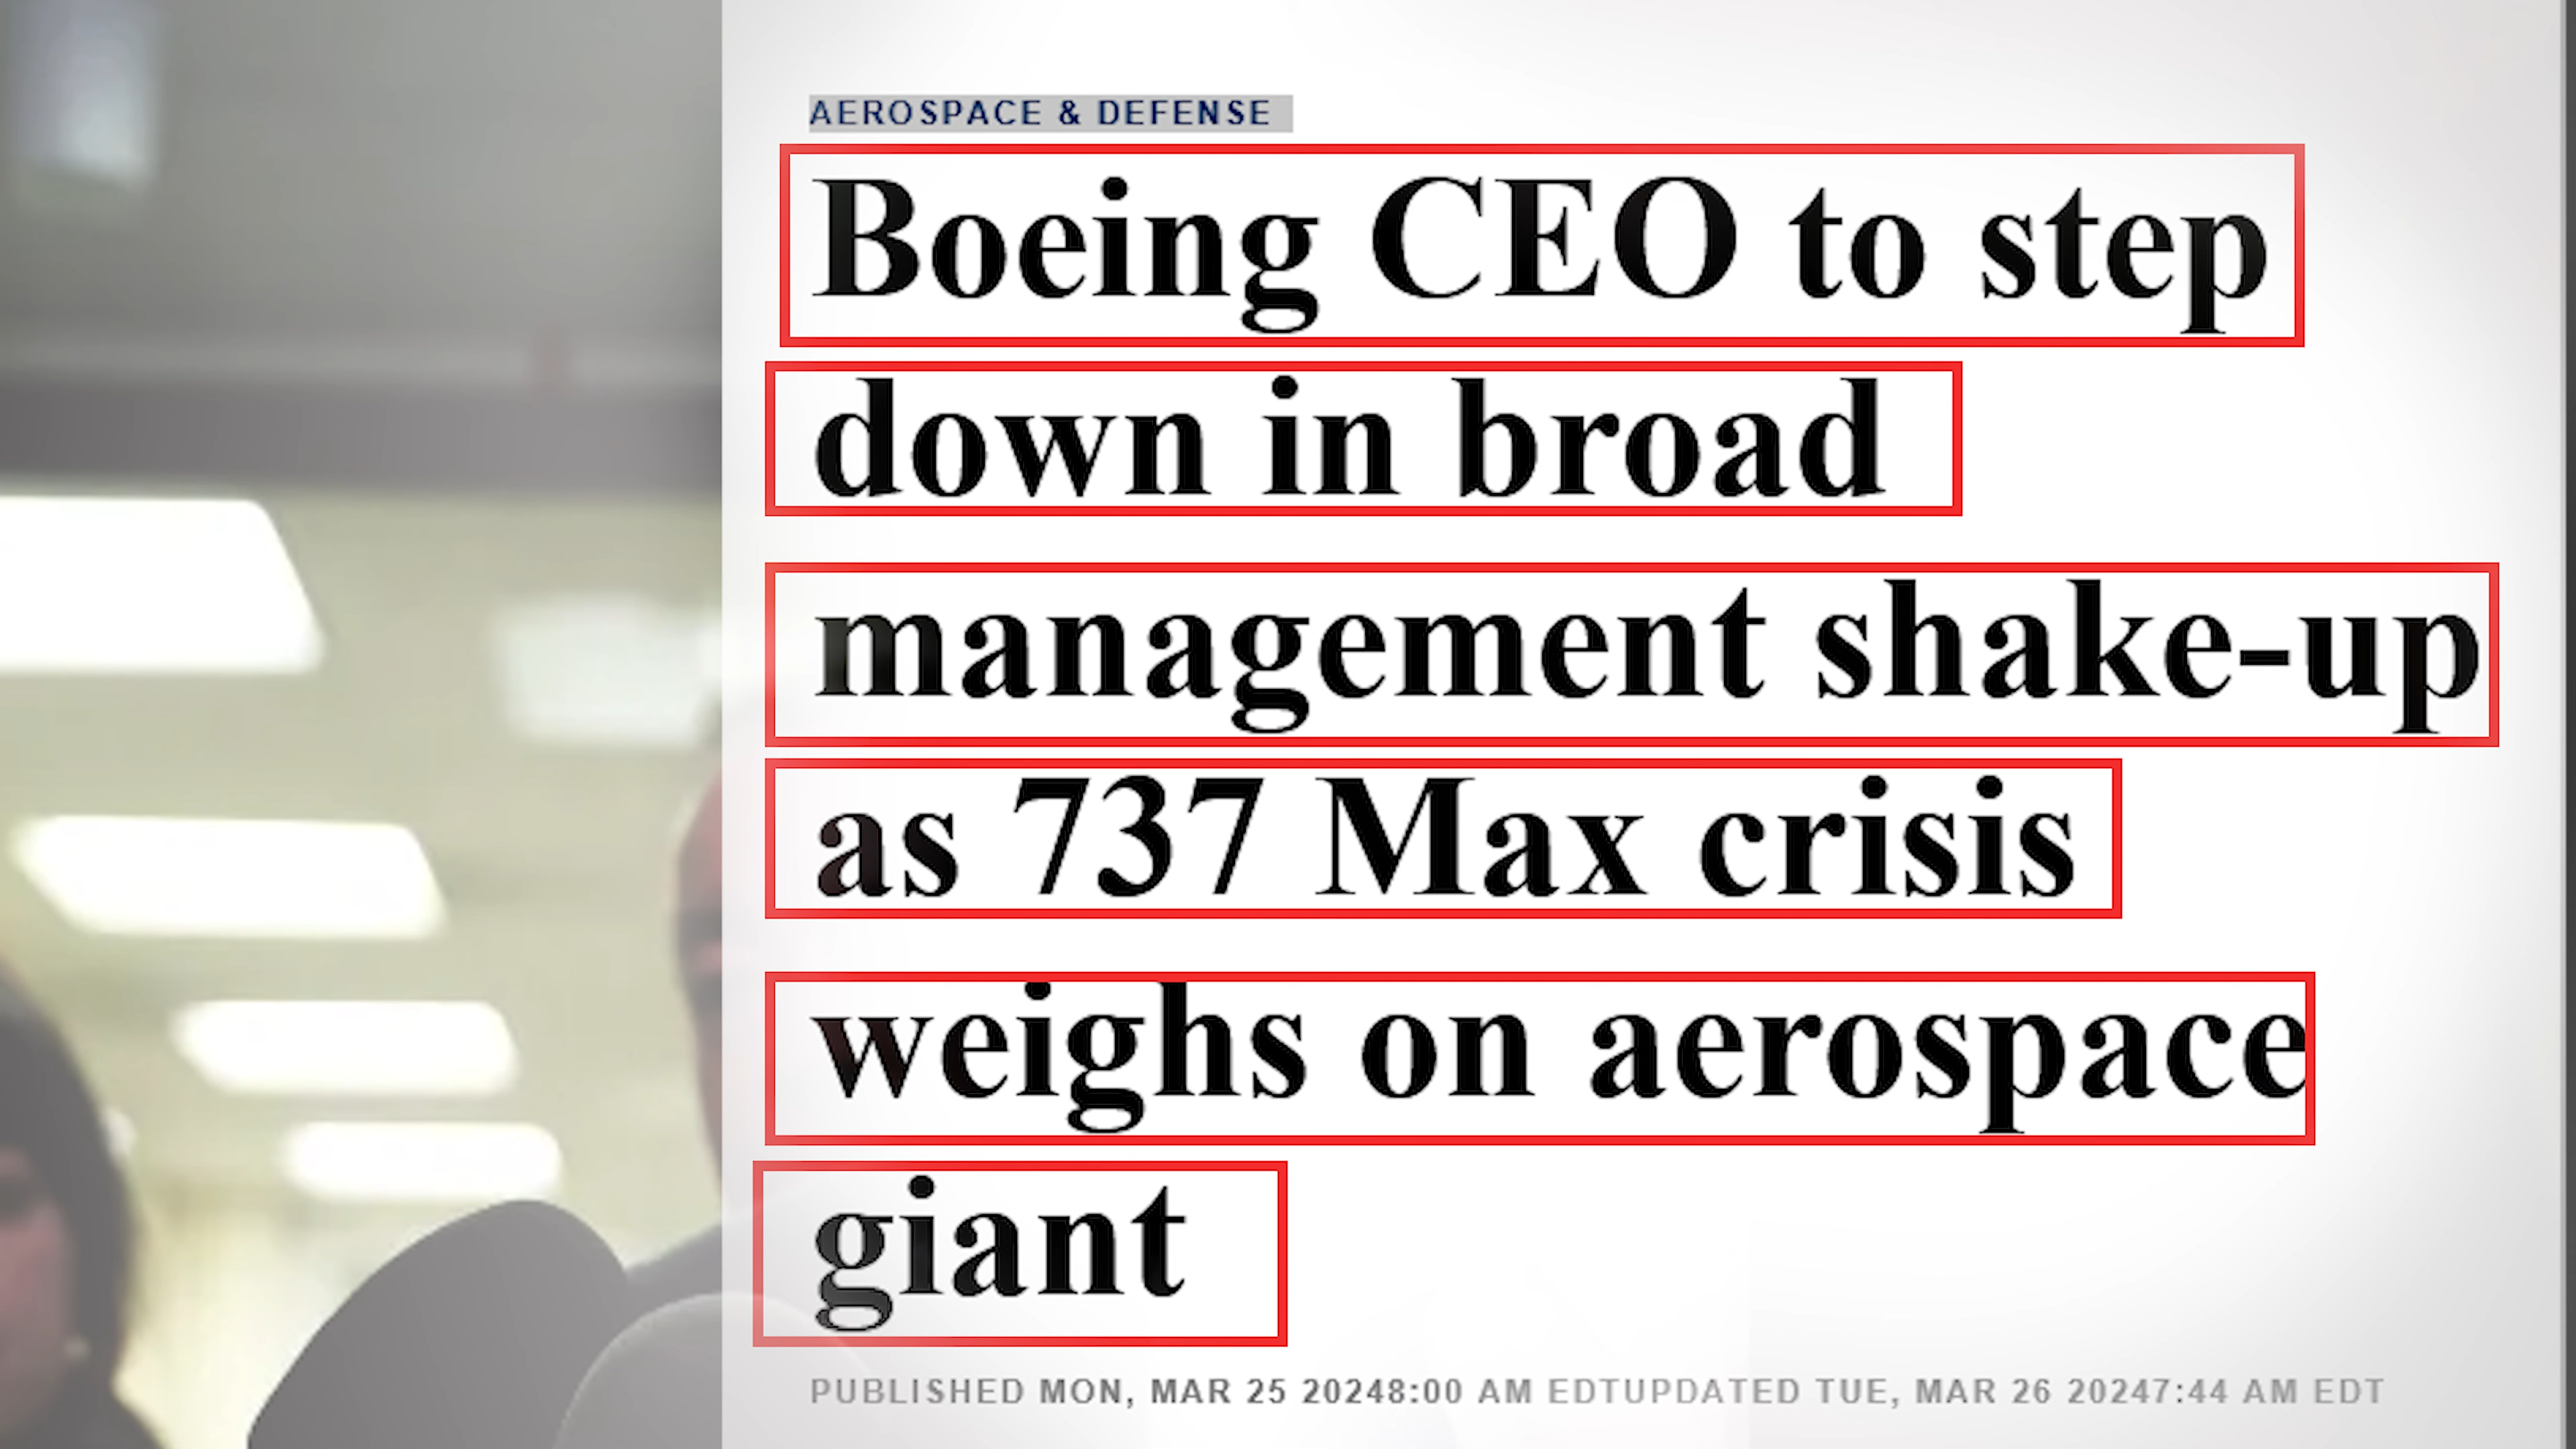 AEROSPACE & DEFENSE
Boeing CEO to step
down in broad
management shake-up
as 737 Max crisis
weighs on aerospace
giant
PUBLISHED MON, MAR 25 20248:00 AM EDTUPDATED TUE, MAR 26 20247:44 AM EDT